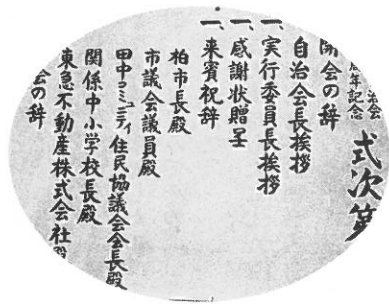 治会
周年記念
式次第
開会の辞
自治会長挨拶
一、実行委員長挨拶
一、感謝状贈呈
一、来賓祝辞
柏市長殿
市議会議員殿
田中コミュニティ住民協議会会長殿
関係中小学校長殿
東急不動産株式会社殿
会の辞